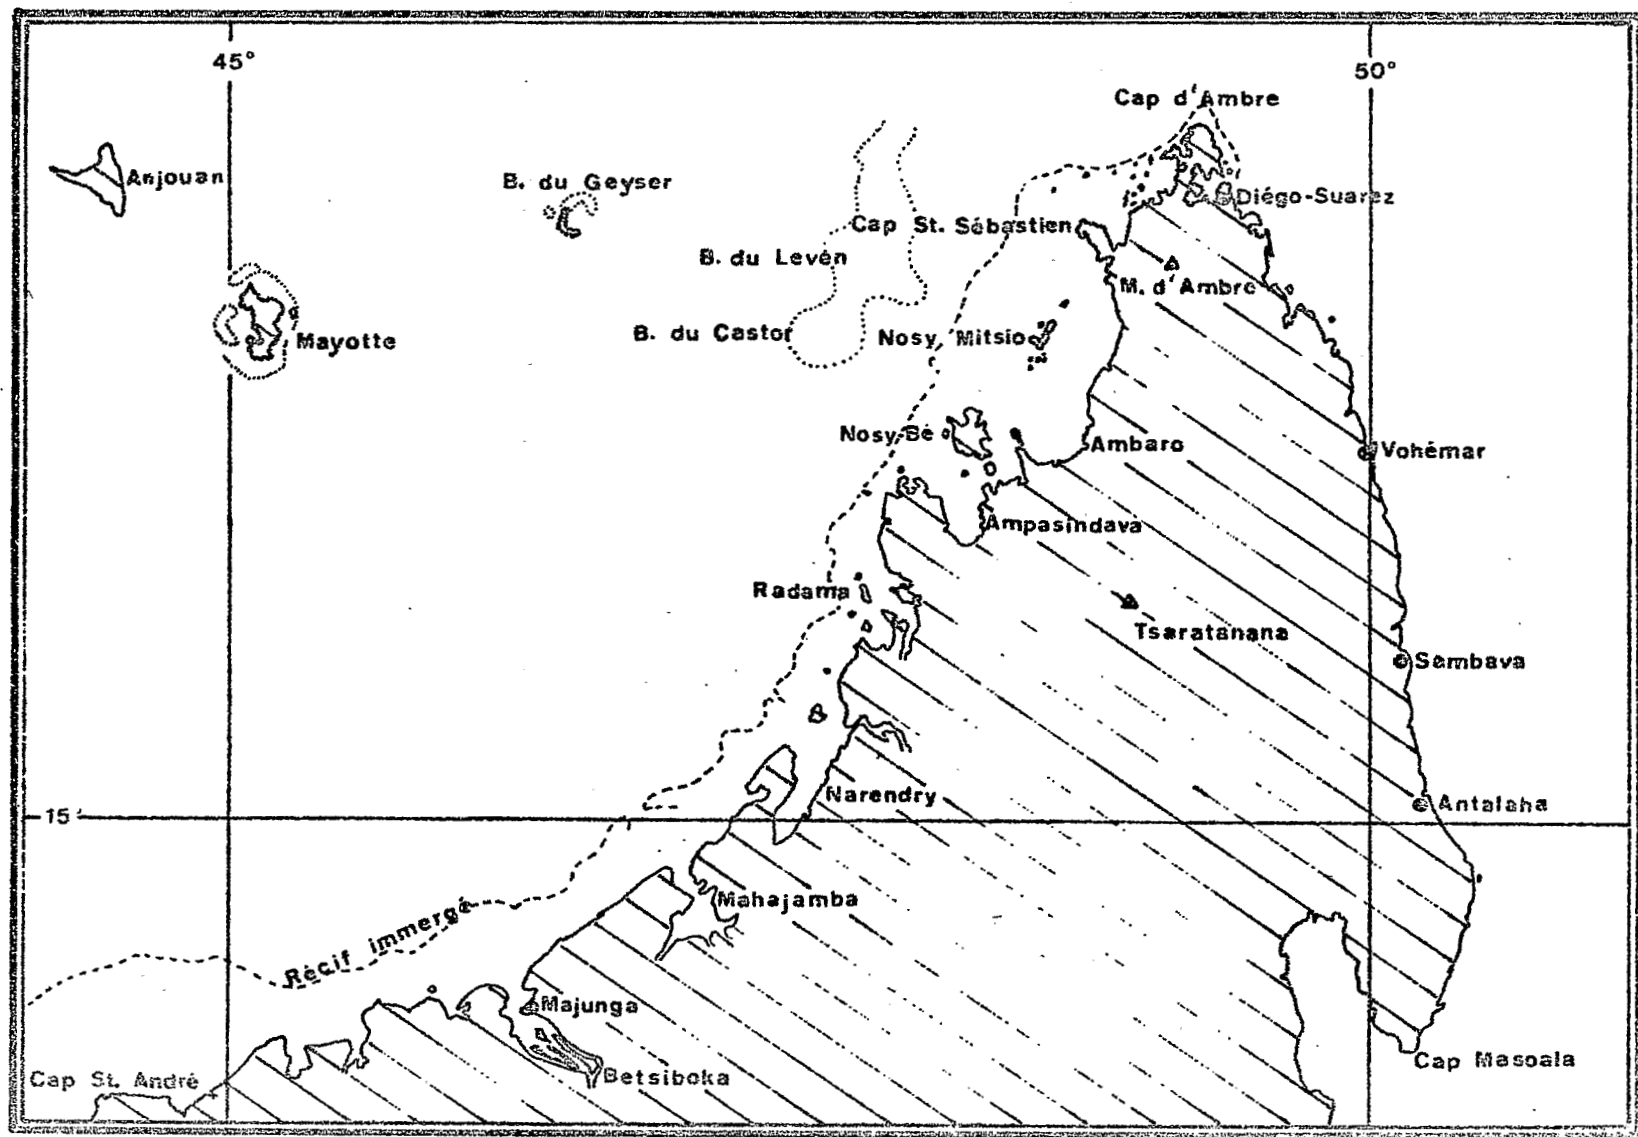 45°
50°
Cap d'Ambre
Anjouan
B. du Geyser
Diégo-Suarez
Cap St. Sébastien
B. du Levén
M. d'Ambre
B. du Castor
Nosy Mitsio
Mayotte
Nosy-Bé
Ambaro
Vohémar
Ampasindava
Radama
Tsaratanana
Sambava
Narendry
Antalaha
15°
Mahajamba
Récif immergé
Majunga
Cap Masoala
Betsiboka
Cap St. André